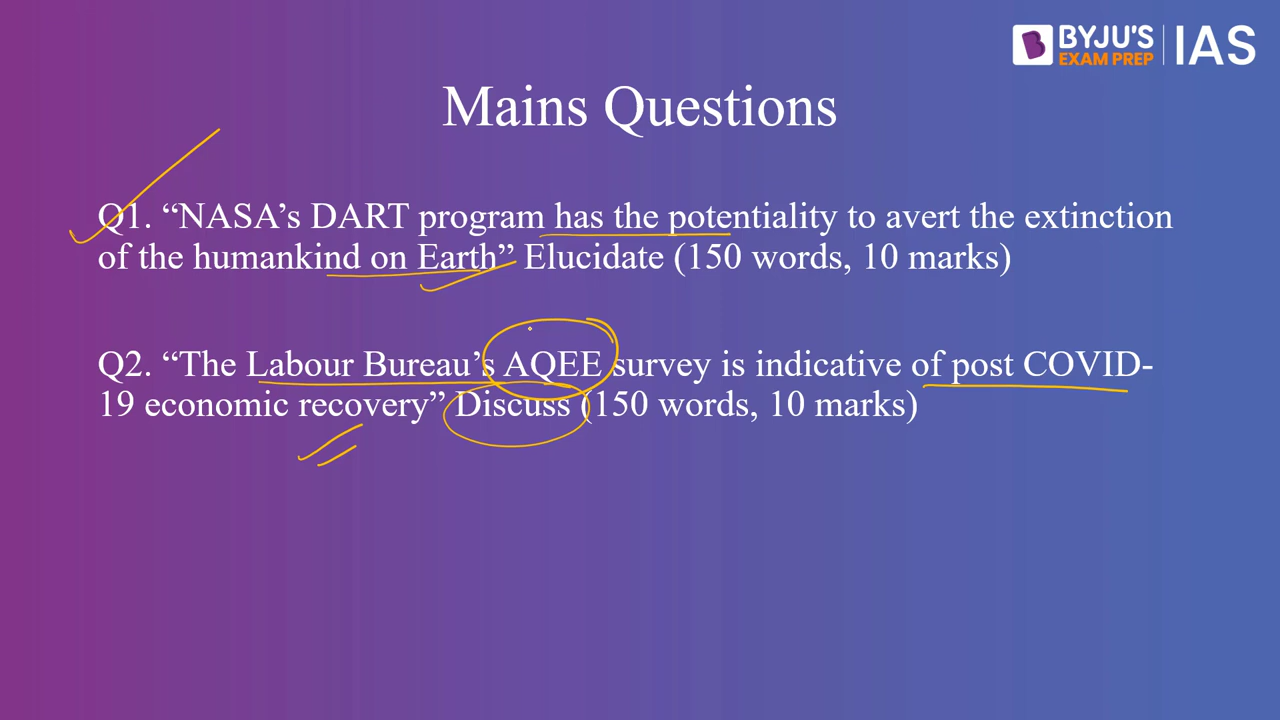 BYJU'S
EXAM PREP
IAS
Mains Questions
Q1. “NASA’s DART program has the potentiality to avert the extinction
of the humankind on Earth” Elucidate (150 words, 10 marks)
Q2. “The Labour Bureau’s AQEE survey is indicative of post COVID-
19 economic recovery” Discuss (150 words, 10 marks)